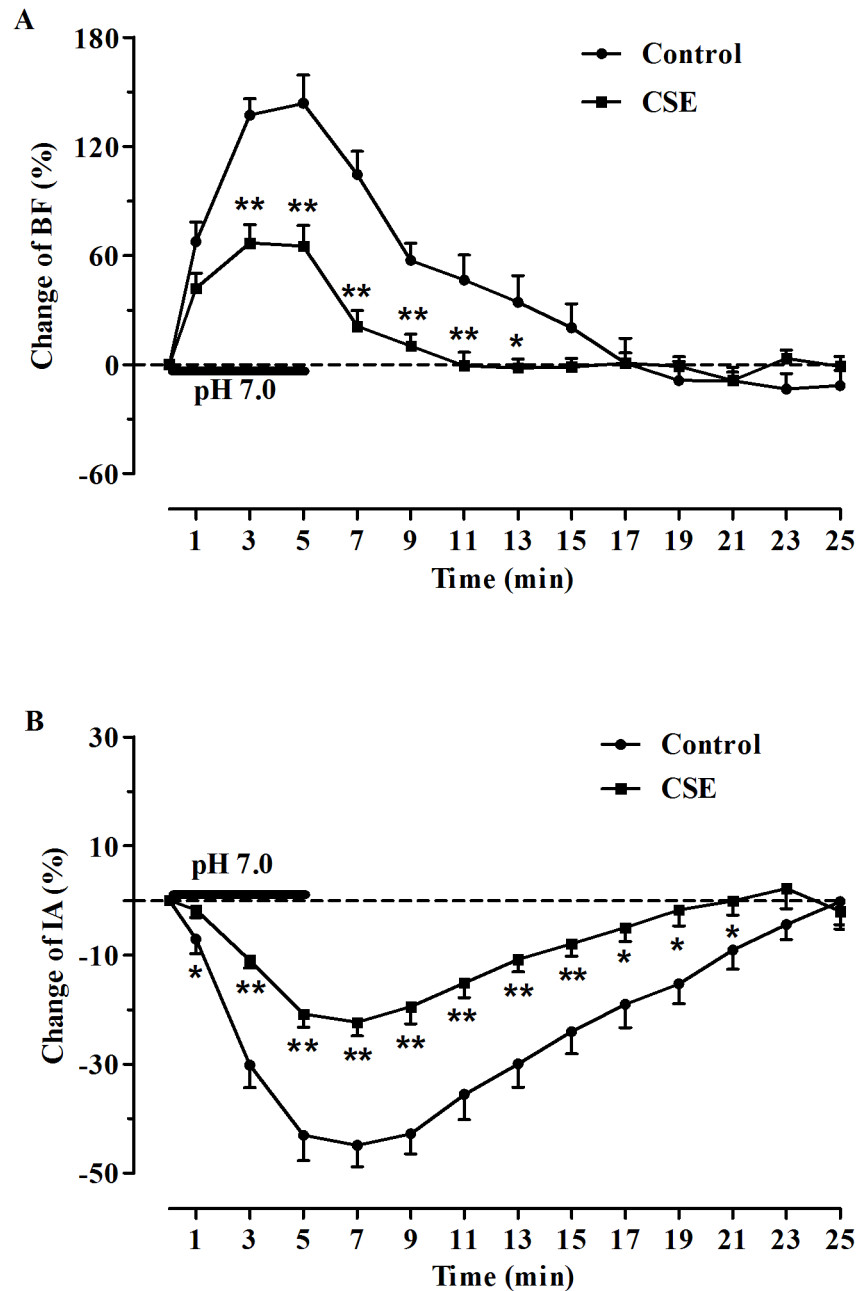 A
180
Control
CSE
120
Change of BF (%)
** **
60
**
**
**
*
0
pH 7.0
-60
1 3 5 7 9 11 13 15 17 19 21 23 25
Time (min)
B
30
Control
CSE
10
pH 7.0
Change of IA (%)
-10
* ** ** ** ** ** ** ** * * *
-30
-50
1 3 5 7 9 11 13 15 17 19 21 23 25
Time (min)